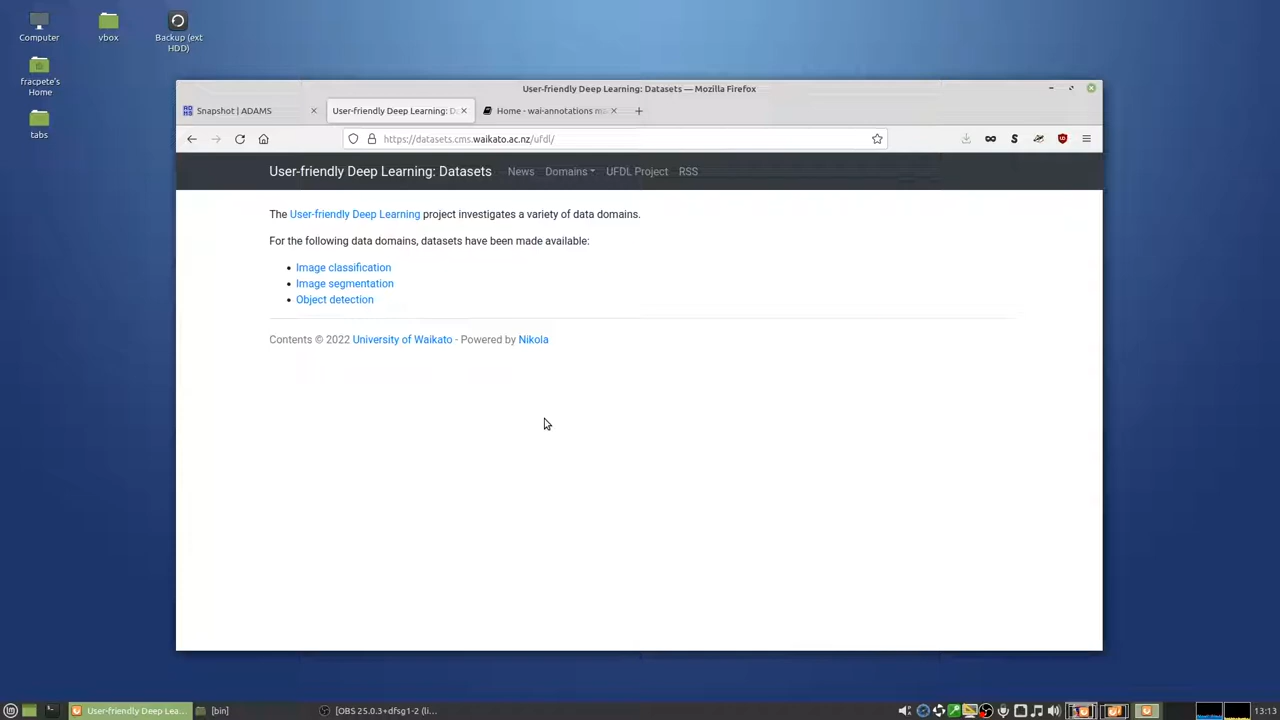 Computer
vbox
Backup (ext
HDD)
fracpete's
Home
tabs
User-friendly Deep Learning: Datasets — Mozilla Firefox
Snapshot | ADAMS
User-friendly Deep Learning: D
Home - wai-annotations m
https://datasets.cms.waikato.ac.nz/ufdl/
User-friendly Deep Learning: Datasets
News
Domains
UFDL Project
RSS
The User-friendly Deep Learning project investigates a variety of data domains.
For the following data domains, datasets have been made available:
Image classification
Image segmentation
Object detection
Contents © 2022 University of Waikato - Powered by Nikola
User-friendly Deep Lea...
[bin]
[OBS 25.0.3+dfsg1-2 (li...
13:13